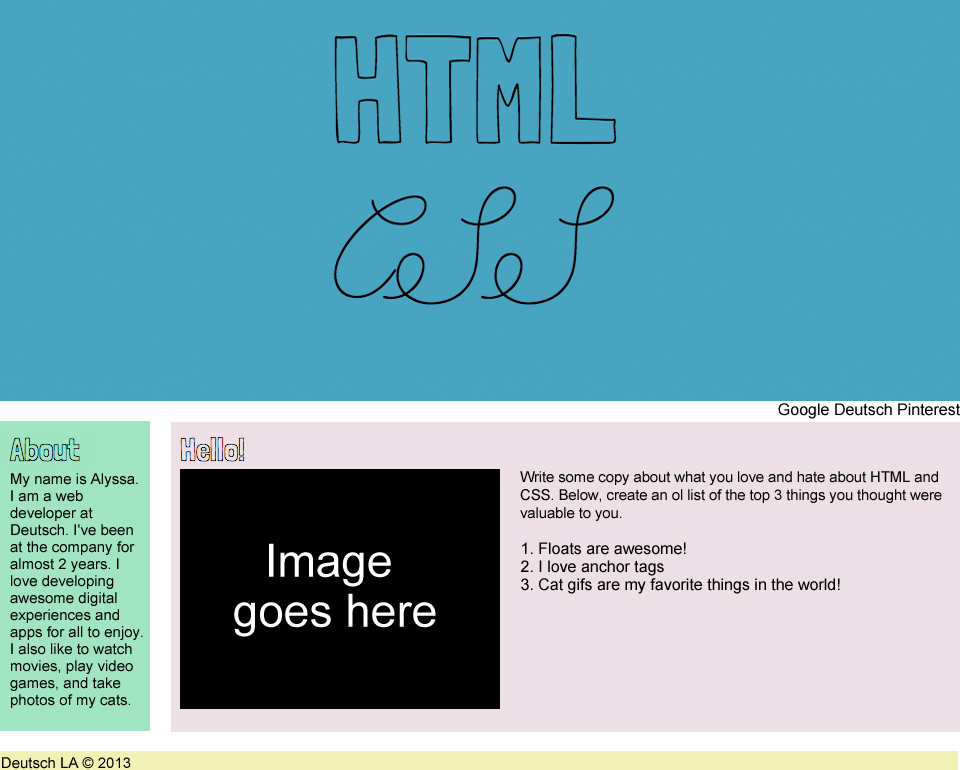 HTML
CSS
Google Deutsch Pinterest
About
My name is Alyssa.
I am a web
developer at
Deutsch. I've been
at the company for
almost 2 years. I
love developing
awesome digital
experiences and
apps for all to enjoy.
I also like to watch
movies, play video
games, and take
photos of my cats.
Hello!
Image
goes here
Write some copy about what you love and hate about HTML and
CSS. Below, create an ol list of the top 3 things you thought were
valuable to you.
1. Floats are awesome!
2. I love anchor tags
3. Cat gifs are my favorite things in the world!
Deutsch LA © 2013